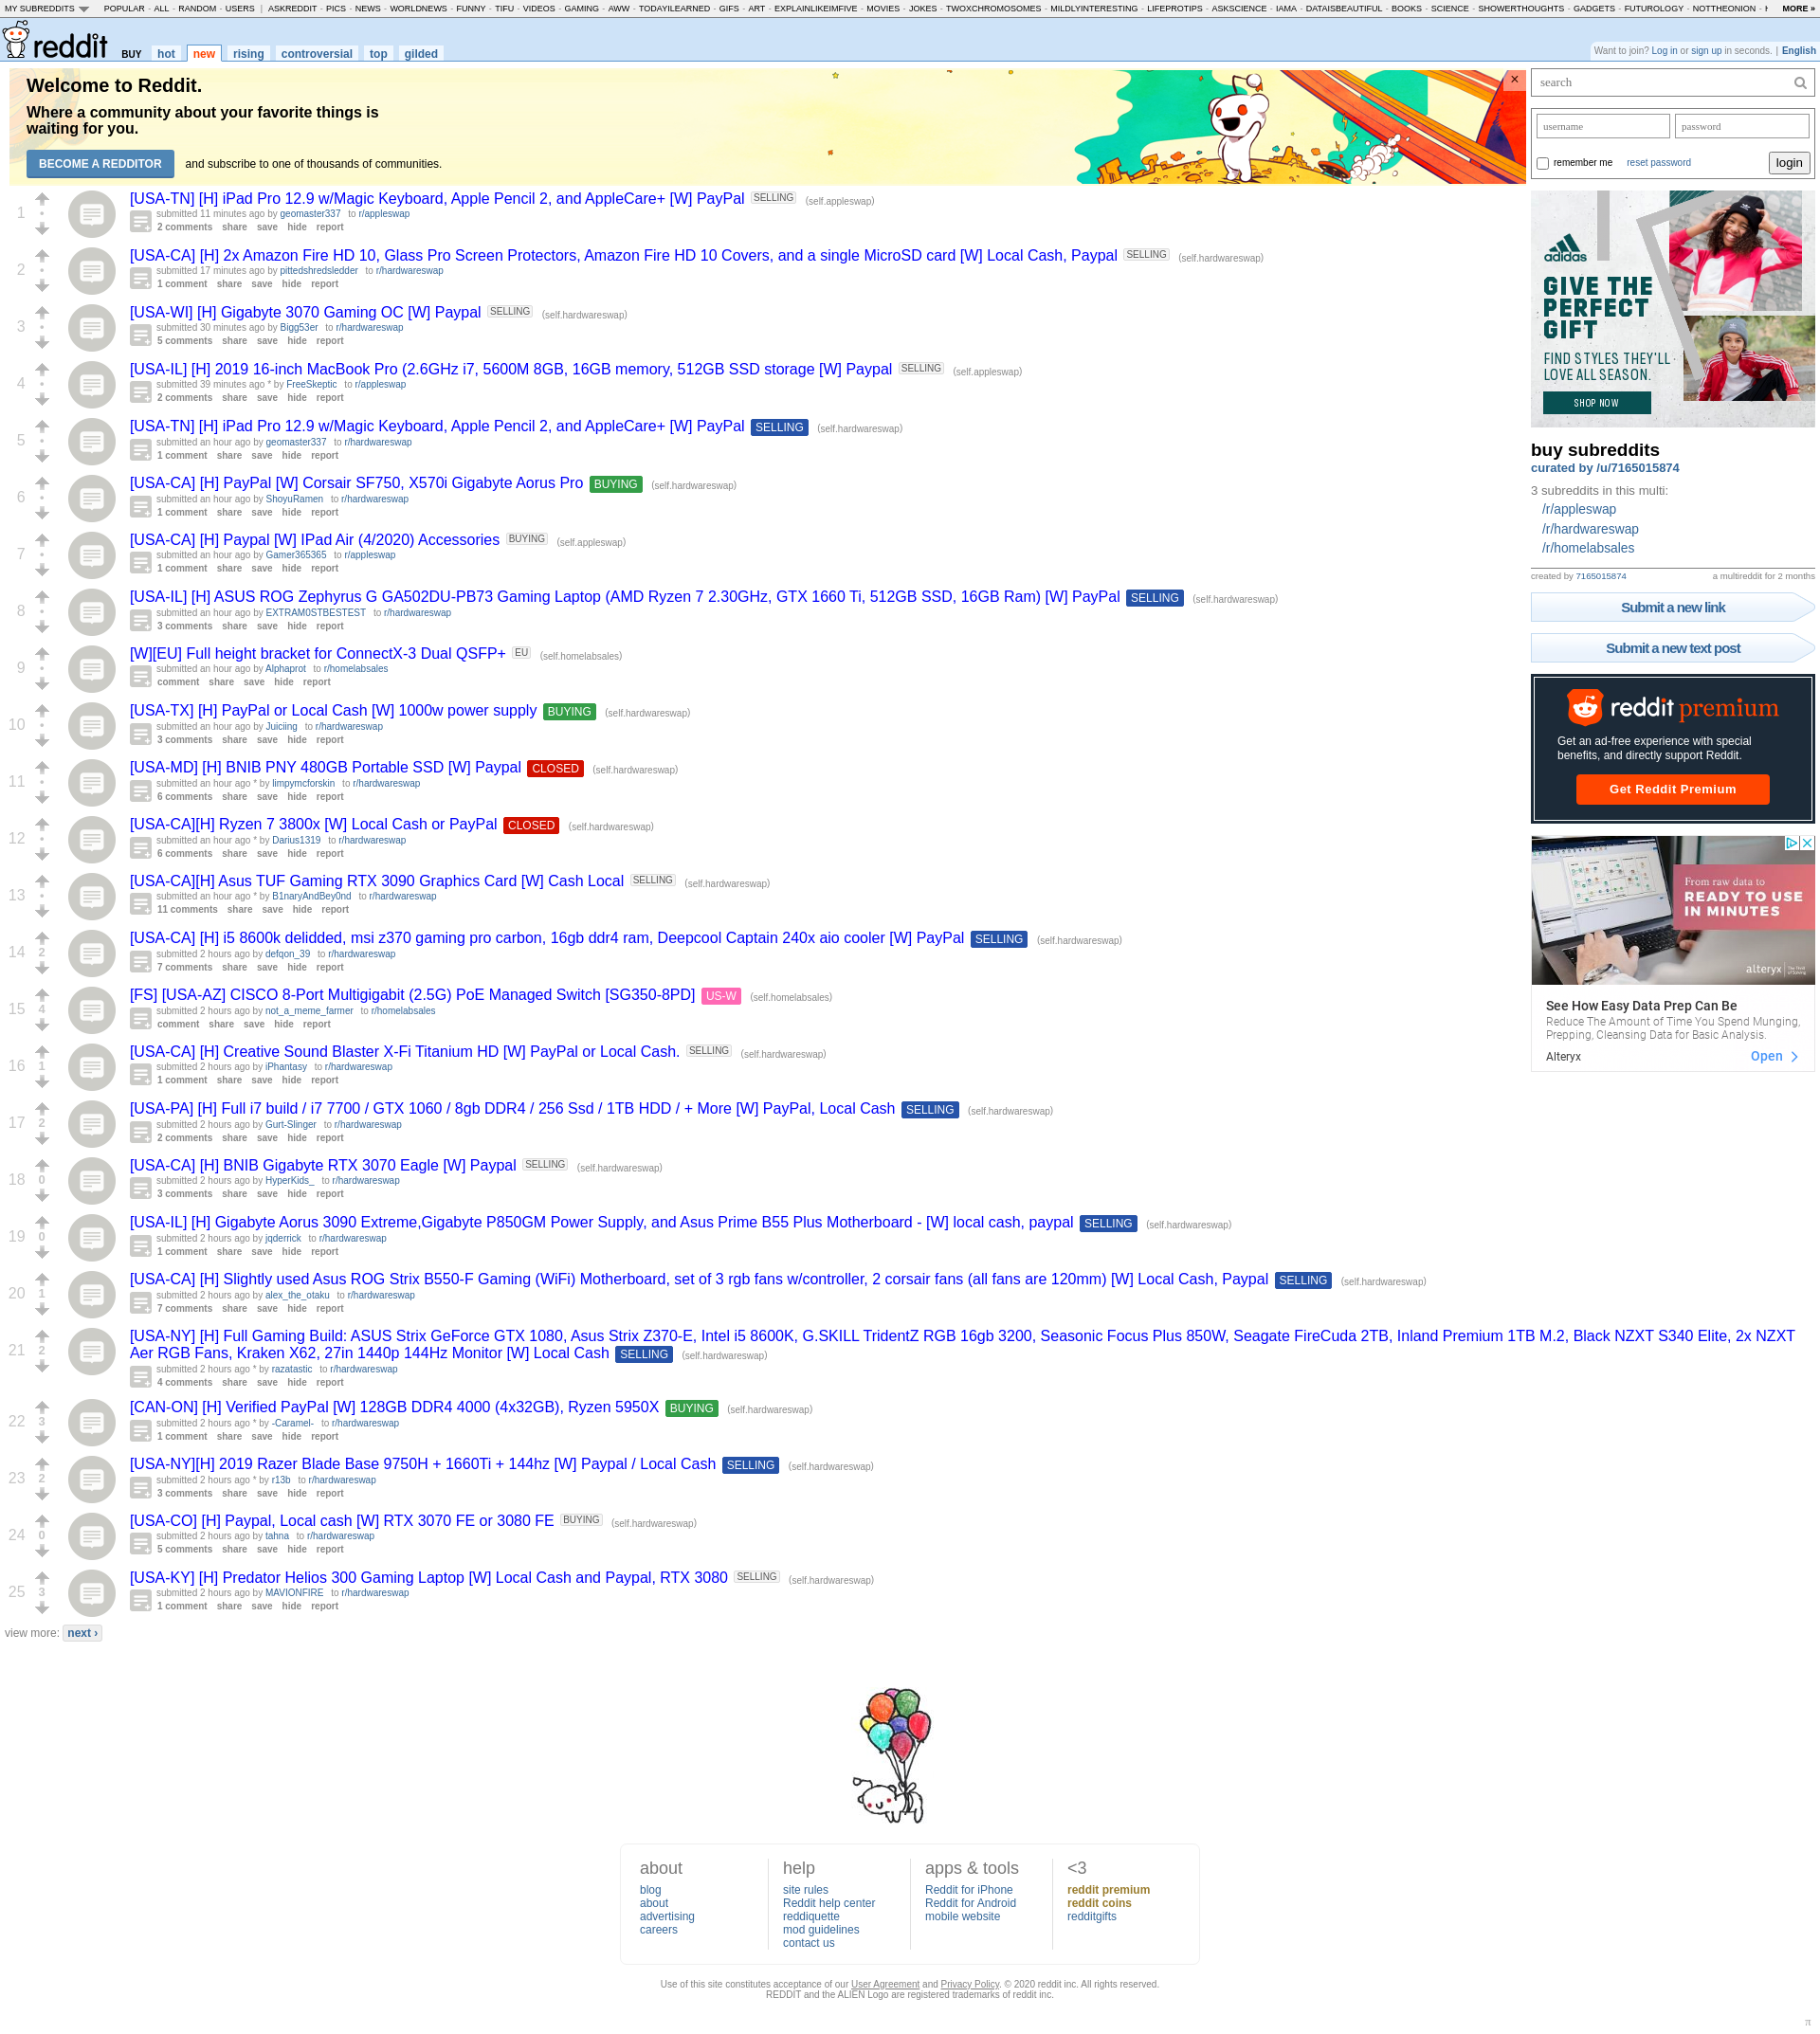 MY SUBREDDITS POPULAR - ALL - RANDOM - USERS | ASKREDDIT - PICS - NEWS - WORLDNEWS - FUNNY - TIFU - VIDEOS - GAMING - AWW - TODAYILEARNED - GIFS - ART - EXPLAINLIKEIMFIVE - MOVIES - JOKES - TWOXCHROMOSOMES - MILDLYINTERESTING - LIFEPROTIPS - ASKSCIENCE - IAMA - DATAISBEAUTIFUL - BOOKS - SCIENCE - SHOWERTHOUGHTS - GADGETS - FUTUROLOGY - NOTTHEONION - MORE »
reddit BUY hot new rising controversial top gilded
Want to join? Log in or sign up in seconds. | English
Welcome to Reddit.
Where a community about your favorite things is
waiting for you.
BECOME A REDDITOR and subscribe to one of thousands of communities.
×
1
[USA-TN] [H] iPad Pro 12.9 w/Magic Keyboard, Apple Pencil 2, and AppleCare+ [W] PayPal SELLING (self.appleswap)
submitted 11 minutes ago by geomaster337 to r/appleswap
2 comments share save hide report
2
[USA-CA] [H] 2x Amazon Fire HD 10, Glass Pro Screen Protectors, Amazon Fire HD 10 Covers, and a single MicroSD card [W] Local Cash, Paypal SELLING (self.hardwareswap)
submitted 17 minutes ago by pittedshredsledder to r/hardwareswap
1 comment share save hide report
3
[USA-WI] [H] Gigabyte 3070 Gaming OC [W] Paypal SELLING (self.hardwareswap)
submitted 30 minutes ago by Bigg53er to r/hardwareswap
5 comments share save hide report
4
[USA-IL] [H] 2019 16-inch MacBook Pro (2.6GHz i7, 5600M 8GB, 16GB memory, 512GB SSD storage [W] Paypal SELLING (self.appleswap)
submitted 39 minutes ago * by FreeSkeptic to r/appleswap
2 comments share save hide report
5
[USA-TN] [H] iPad Pro 12.9 w/Magic Keyboard, Apple Pencil 2, and AppleCare+ [W] PayPal SELLING (self.hardwareswap)
submitted an hour ago by geomaster337 to r/hardwareswap
1 comment share save hide report
6
[USA-CA] [H] PayPal [W] Corsair SF750, X570i Gigabyte Aorus Pro BUYING (self.hardwareswap)
submitted an hour ago by ShoyuRamen to r/hardwareswap
1 comment share save hide report
7
[USA-CA] [H] Paypal [W] IPad Air (4/2020) Accessories BUYING (self.appleswap)
submitted an hour ago by Gamer365365 to r/appleswap
1 comment share save hide report
8
[USA-IL] [H] ASUS ROG Zephyrus G GA502DU-PB73 Gaming Laptop (AMD Ryzen 7 2.30GHz, GTX 1660 Ti, 512GB SSD, 16GB Ram) [W] PayPal SELLING (self.hardwareswap)
submitted an hour ago by EXTRAM0STBESTEST to r/hardwareswap
3 comments share save hide report
9
[W][EU] Full height bracket for ConnectX-3 Dual QSFP+ EU (self.homelabsales)
submitted an hour ago by Alphaprot to r/homelabsales
comment share save hide report
10
[USA-TX] [H] PayPal or Local Cash [W] 1000w power supply BUYING (self.hardwareswap)
submitted an hour ago by Juiciing to r/hardwareswap
3 comments share save hide report
11
[USA-MD] [H] BNIB PNY 480GB Portable SSD [W] Paypal CLOSED (self.hardwareswap)
submitted an hour ago * by limpymcforskin to r/hardwareswap
6 comments share save hide report
12
[USA-CA][H] Ryzen 7 3800x [W] Local Cash or PayPal CLOSED (self.hardwareswap)
submitted an hour ago * by Darius1319 to r/hardwareswap
6 comments share save hide report
13
[USA-CA][H] Asus TUF Gaming RTX 3090 Graphics Card [W] Cash Local SELLING (self.hardwareswap)
submitted an hour ago * by B1naryAndBey0nd to r/hardwareswap
11 comments share save hide report
14 2
[USA-CA] [H] i5 8600k delidded, msi z370 gaming pro carbon, 16gb ddr4 ram, Deepcool Captain 240x aio cooler [W] PayPal SELLING (self.hardwareswap)
submitted 2 hours ago by defqon_39 to r/hardwareswap
7 comments share save hide report
15 4
[FS] [USA-AZ] CISCO 8-Port Multigigabit (2.5G) PoE Managed Switch [SG350-8PD] US-W (self.homelabsales)
submitted 2 hours ago by not_a_meme_farmer to r/homelabsales
comment share save hide report
16 1
[USA-CA] [H] Creative Sound Blaster X-Fi Titanium HD [W] PayPal or Local Cash. SELLING (self.hardwareswap)
submitted 2 hours ago by iPhantasy to r/hardwareswap
1 comment share save hide report
17 2
[USA-PA] [H] Full i7 build / i7 7700 / GTX 1060 / 8gb DDR4 / 256 Ssd / 1TB HDD / + More [W] PayPal, Local Cash SELLING (self.hardwareswap)
submitted 2 hours ago by Gurt-Slinger to r/hardwareswap
2 comments share save hide report
18 0
[USA-CA] [H] BNIB Gigabyte RTX 3070 Eagle [W] Paypal SELLING (self.hardwareswap)
submitted 2 hours ago by HyperKids_ to r/hardwareswap
3 comments share save hide report
19 0
[USA-IL] [H] Gigabyte Aorus 3090 Extreme,Gigabyte P850GM Power Supply, and Asus Prime B55 Plus Motherboard - [W] local cash, paypal SELLING (self.hardwareswap)
submitted 2 hours ago by jqderrick to r/hardwareswap
1 comment share save hide report
20 1
[USA-CA] [H] Slightly used Asus ROG Strix B550-F Gaming (WiFi) Motherboard, set of 3 rgb fans w/controller, 2 corsair fans (all fans are 120mm) [W] Local Cash, Paypal SELLING (self.hardwareswap)
submitted 2 hours ago by alex_the_otaku to r/hardwareswap
7 comments share save hide report
21 2
[USA-NY] [H] Full Gaming Build: ASUS Strix GeForce GTX 1080, Asus Strix Z370-E, Intel i5 8600K, G.SKILL TridentZ RGB 16gb 3200, Seasonic Focus Plus 850W, Seagate FireCuda 2TB, Inland Premium 1TB M.2, Black NZXT S340 Elite, 2x NZXT
Aer RGB Fans, Kraken X62, 27in 1440p 144Hz Monitor [W] Local Cash SELLING (self.hardwareswap)
submitted 2 hours ago * by razatastic to r/hardwareswap
4 comments share save hide report
22 3
[CAN-ON] [H] Verified PayPal [W] 128GB DDR4 4000 (4x32GB), Ryzen 5950X BUYING (self.hardwareswap)
submitted 2 hours ago * by -Caramel- to r/hardwareswap
1 comment share save hide report
23 2
[USA-NY][H] 2019 Razer Blade Base 9750H + 1660Ti + 144hz [W] Paypal / Local Cash SELLING (self.hardwareswap)
submitted 2 hours ago * by r13b to r/hardwareswap
3 comments share save hide report
24 0
[USA-CO] [H] Paypal, Local cash [W] RTX 3070 FE or 3080 FE BUYING (self.hardwareswap)
submitted 2 hours ago by tahna to r/hardwareswap
5 comments share save hide report
25 3
[USA-KY] [H] Predator Helios 300 Gaming Laptop [W] Local Cash and Paypal, RTX 3080 SELLING (self.hardwareswap)
submitted 2 hours ago by MAVIONFIRE to r/hardwareswap
1 comment share save hide report
view more: next ›
search
username password
remember me reset password login
adidas
GIVE THE
PERFECT
GIFT
FIND STYLES THEY'LL
LOVE ALL SEASON.
SHOP NOW
buy subreddits
curated by /u/7165015874
3 subreddits in this multi:
/r/appleswap
/r/hardwareswap
/r/homelabsales
created by 7165015874 a multireddit for 2 months
Submit a new link
Submit a new text post
reddit premium
Get an ad-free experience with special
benefits, and directly support Reddit.
Get Reddit Premium
From raw data to
READY TO USE
IN MINUTES
alteryx
See How Easy Data Prep Can Be
Reduce The Amount of Time You Spend Munging,
Prepping, Cleansing Data for Basic Analysis.
Alteryx Open
about
blog
about
advertising
careers
help
site rules
Reddit help center
reddiquette
mod guidelines
contact us
apps & tools
Reddit for iPhone
Reddit for Android
mobile website
<3
reddit premium
reddit coins
redditgifts
Use of this site constitutes acceptance of our User Agreement and Privacy Policy. © 2020 reddit inc. All rights reserved.
REDDIT and the ALIEN Logo are registered trademarks of reddit inc.
π